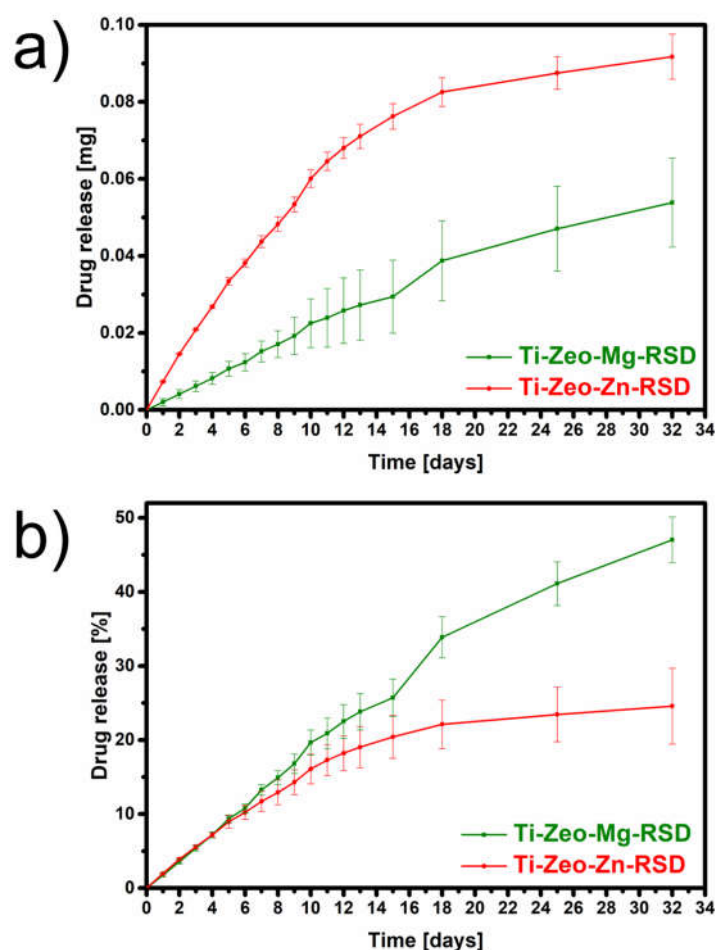 a)
Drug release [mg]
0.10
0.08
0.06
0.04
0.02
0.00
Ti-Zeo-Mg-RSD
Ti-Zeo-Zn-RSD
0 2 4 6 8 10 12 14 16 18 20 22 24 26 28 30 32 34
Time [days]
b)
Drug release [%]
50
40
30
20
10
0
Ti-Zeo-Mg-RSD
Ti-Zeo-Zn-RSD
0 2 4 6 8 10 12 14 16 18 20 22 24 26 28 30 32 34
Time [days]